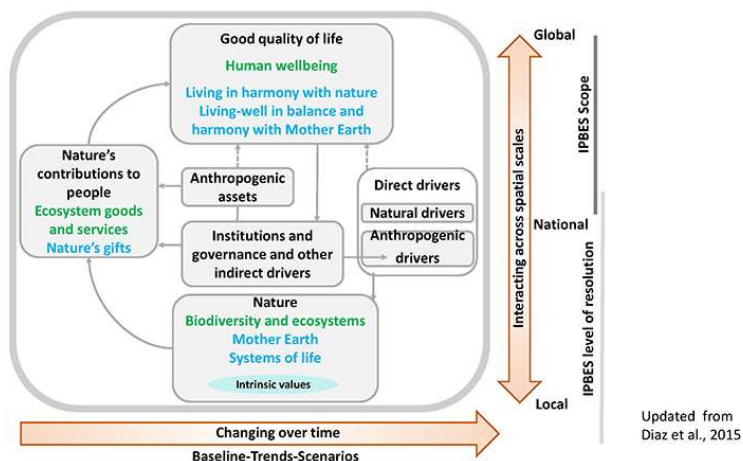 Good quality of life
Human wellbeing
Living in harmony with nature
Living-well in balance and
harmony with Mother Earth
Nature's
contributions to
people
Ecosystem goods
and services
Nature's gifts
Anthropogenic
assets
Direct drivers
Natural drivers
Anthropogenic
drivers
Institutions and
governance and other
indirect drivers
Nature
Biodiversity and ecosystems
Mother Earth
Systems of life
Intrinsic values
Global
National
Local
Interacting across spatial scales
IPBES Scope
IPBES level of resolution
Changing over time
Baseline-Trends-Scenarios
Updated from
Diaz et al., 2015